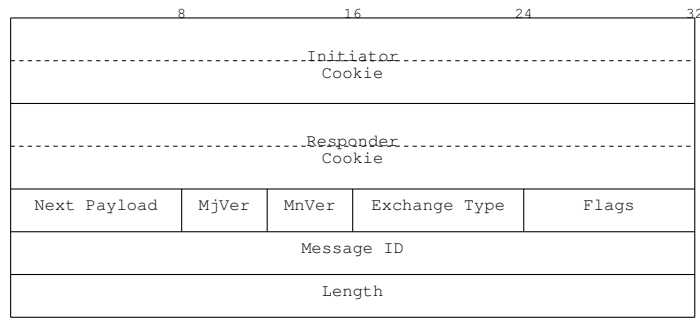 8 16 24 32
Initiator
Cookie
Responder
Cookie
Next Payload MjVer MnVer Exchange Type Flags
Message ID
Length